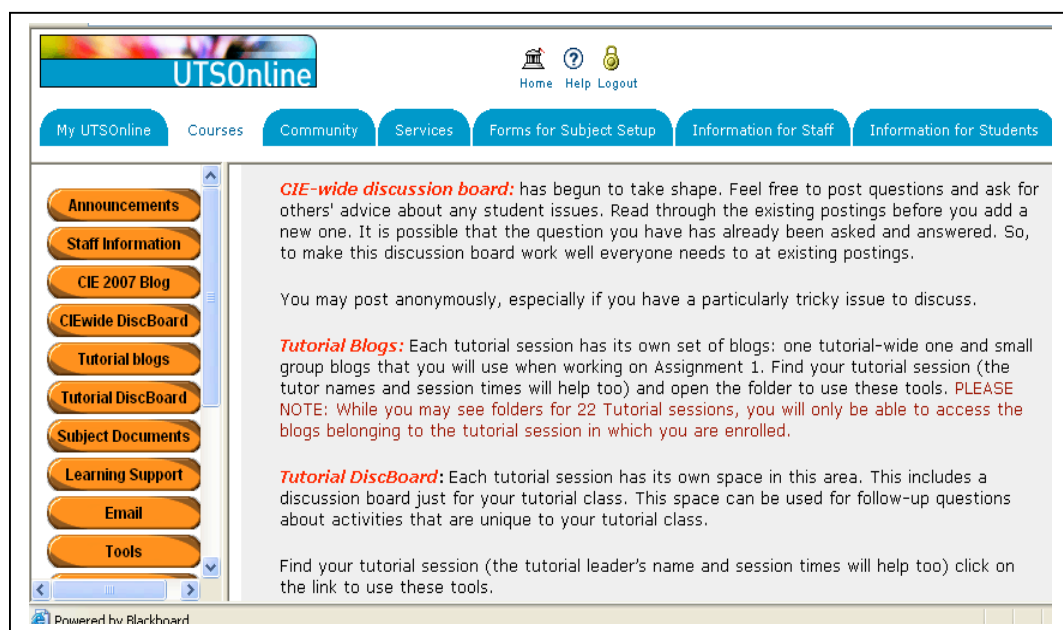 UTSOnline
Home Help Logout
My UTSOnline Courses Community Services Forms for Subject Setup Information for Staff Information for Students
Announcements
Staff Information
CIE 2007 Blog
CIEwide DiscBoard
Tutorial blogs
Tutorial DiscBoard
Subject Documents
Learning Support
Email
Tools
CIE-wide discussion board: has begun to take shape. Feel free to post questions and ask for
others' advice about any student issues. Read through the existing postings before you add a
new one. It is possible that the question you have has already been asked and answered. So,
to make this discussion board work well everyone needs to at existing postings.
You may post anonymously, especially if you have a particularly tricky issue to discuss.
Tutorial Blogs: Each tutorial session has its own set of blogs: one tutorial-wide one and small
group blogs that you will use when working on Assignment 1. Find your tutorial session (the
tutor names and session times will help too) and open the folder to use these tools. PLEASE
NOTE: While you may see folders for 22 Tutorial sessions, you will only be able to access the
blogs belonging to the tutorial session in which you are enrolled.
Tutorial DiscBoard: Each tutorial session has its own space in this area. This includes a
discussion board just for your tutorial class. This space can be used for follow-up questions
about activities that are unique to your tutorial class.
Find your tutorial session (the tutorial leader's name and session times will help too) click on
the link to use these tools.
Powered by Blackboard